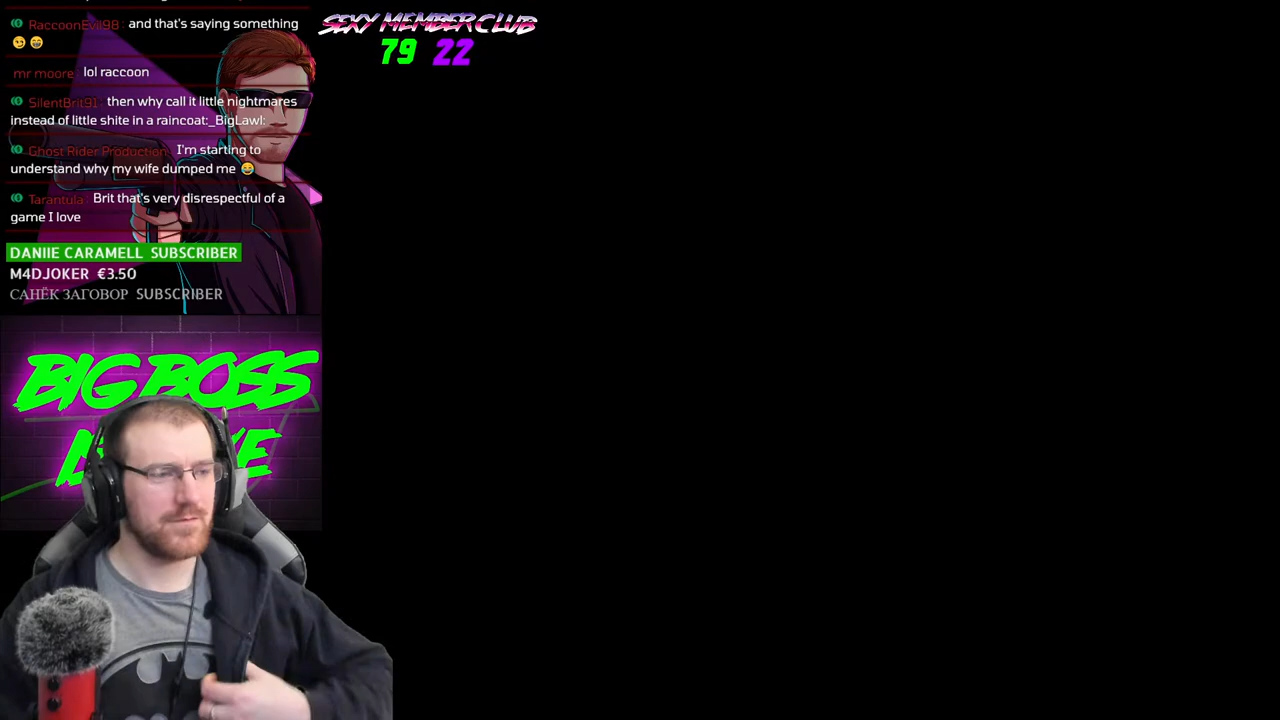 RaccoonEvil98: and that's saying something
mr moore lol raccoon
SilentBrit91: then why call it little nightmares
instead of little shite in a raincoat:_BigLawl:
Ghost Rider Production: I'm starting to
understand why my wife dumped me
Tarantula: Brit that's very disrespectful of a
game I love
DANIIE CARAMELL SUBSCRIBER
M4DJOKER €3.50
САНЁК ЗАГОВОР SUBSCRIBER
BIG BOSS
SEXY MEMBER CLUB
79 22